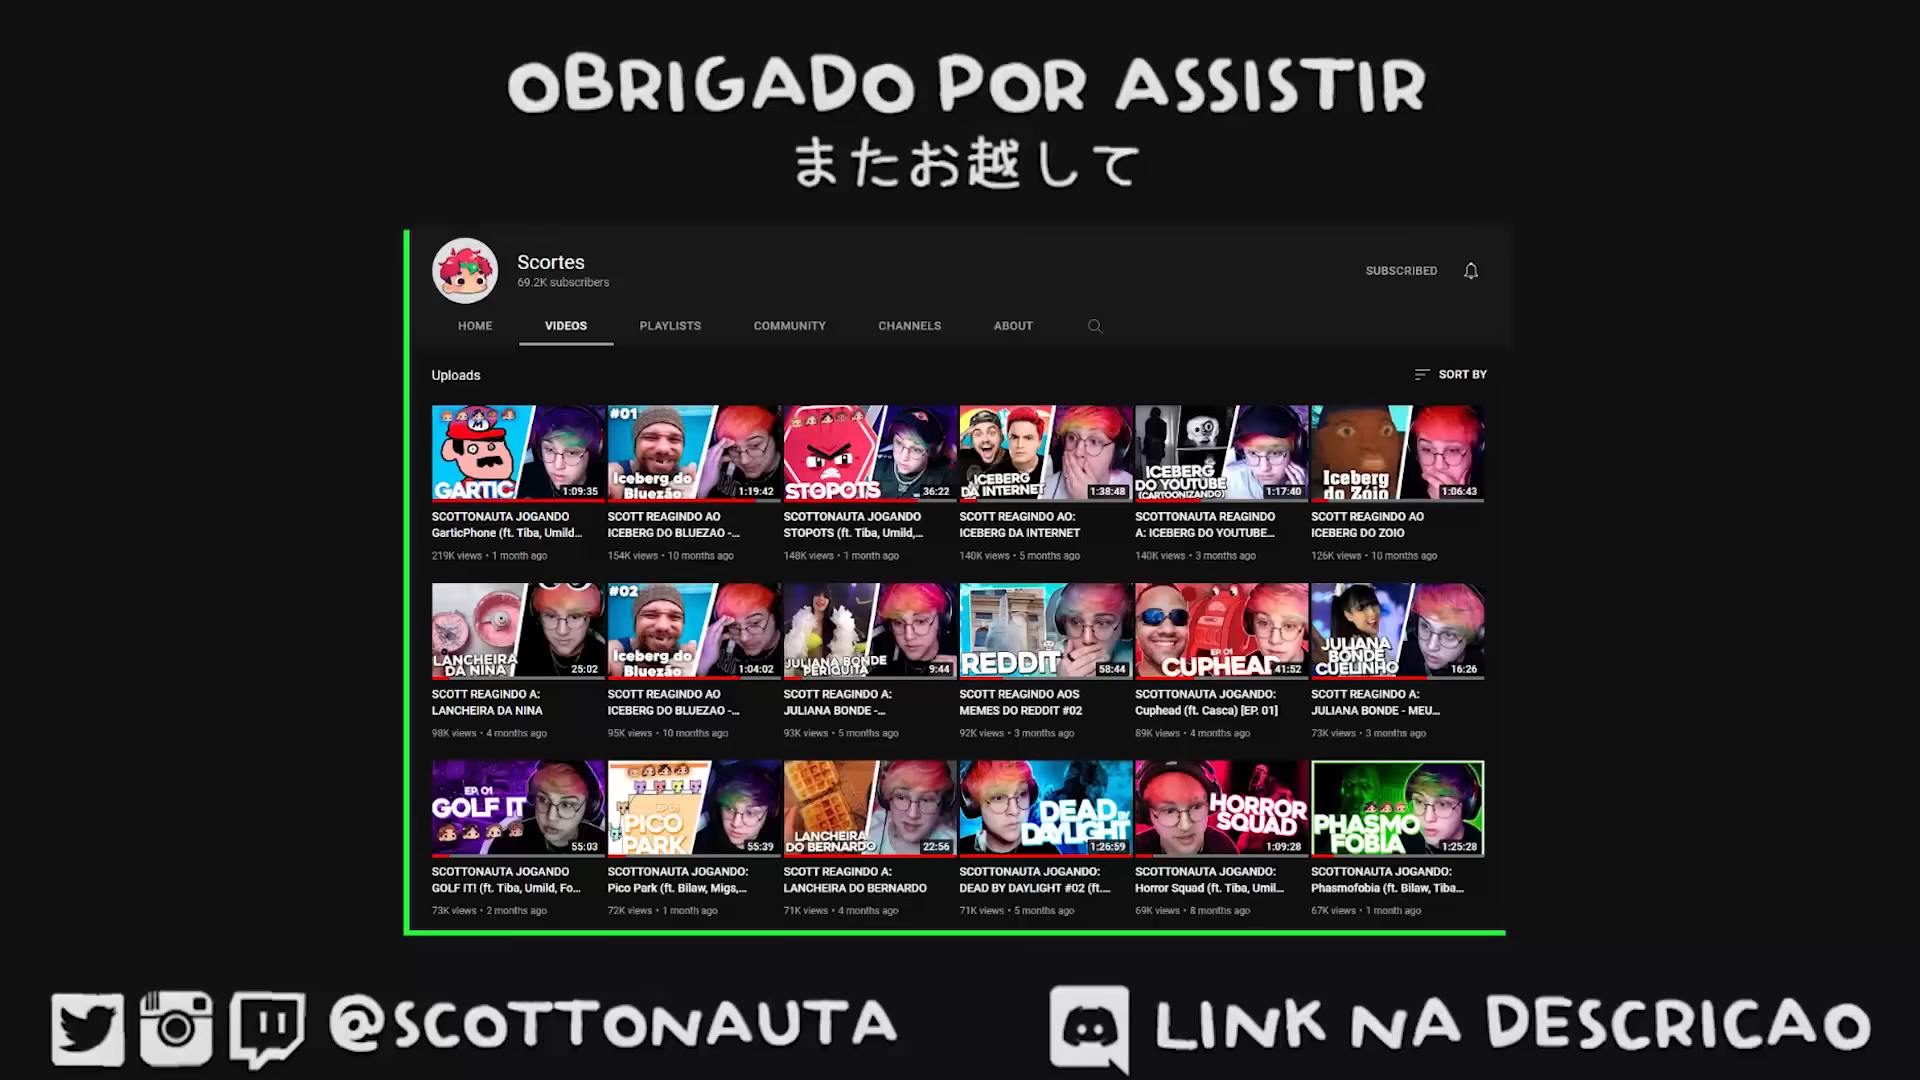 OBRIGADO POR ASSISTIR
またお越して
Scortes
69.2K subscribers
SUBSCRIBED
HOME VIDEOS PLAYLISTS COMMUNITY CHANNELS ABOUT
Uploads
SORT BY
GARTIC
1:09:35
#01
Iceberg do
Bluezão
1:19:42
STOPOTS
36:22
ICEBERG
DA INTERNET
1:38:48
ICEBERG
DO YOUTUBE
(CARTOONIZANDO)
1:17:40
Iceberg
do Zóio
1:06:43
SCOTTONAUTA JOGANDO
GarticPhone (ft. Tiba, Umild...
219K views • 1 month ago
SCOTT REAGINDO AO
ICEBERG DO BLUEZAO -...
154K views • 10 months ago
SCOTTONAUTA JOGANDO
STOPOTS (ft. Tiba, Umild,...
148K views • 1 month ago
SCOTT REAGINDO AO:
ICEBERG DA INTERNET
140K views • 5 months ago
SCOTTONAUTA REAGINDO
A: ICEBERG DO YOUTUBE...
140K views • 3 months ago
SCOTT REAGINDO AO
ICEBERG DO ZOIO
126K views • 10 months ago
LANCHEIRA
DA NINA
25:02
#02
Iceberg do
Bluezão
1:04:02
JULIANA BONDE
PERIQUITA
9:44
REDDIT
58:44
EP. 01
CUPHEAD
41:52
JULIANA
BONDE
CUELINHO
16:26
SCOTT REAGINDO A:
LANCHEIRA DA NINA
98K views • 4 months ago
SCOTT REAGINDO AO
ICEBERG DO BLUEZAO -...
95K views • 10 months ago
SCOTT REAGINDO A:
JULIANA BONDE -...
93K views • 5 months ago
SCOTT REAGINDO AOS
MEMES DO REDDIT #02
92K views • 3 months ago
SCOTTONAUTA JOGANDO:
Cuphead (ft. Casca) [EP. 01]
89K views • 4 months ago
SCOTT REAGINDO A:
JULIANA BONDE - MEU...
73K views • 3 months ago
EP. 01
GOLF IT
55:03
EP. 01
PICO
PARK
55:39
LANCHEIRA
DO BERNARDO
22:56
DEAD BY
DAYLIGHT
1:26:59
HORROR
SQUAD
1:09:28
PHASMO
FOBIA
1:25:28
SCOTTONAUTA JOGANDO
GOLF IT! (ft. Tiba, Umild, Fo...
73K views • 2 months ago
SCOTTONAUTA JOGANDO:
Pico Park (ft. Bilaw, Migs,...
72K views • 1 month ago
SCOTT REAGINDO A:
LANCHEIRA DO BERNARDO
71K views • 4 months ago
SCOTTONAUTA JOGANDO:
DEAD BY DAYLIGHT #02 (ft....
71K views • 5 months ago
SCOTTONAUTA JOGANDO:
Horror Squad (ft. Tiba, Umil...
69K views • 8 months ago
SCOTTONAUTA JOGANDO:
Phasmofobia (ft. Bilaw, Tiba...
67K views • 1 month ago
@SCOTTONAUTA
LINK NA DESCRICAO